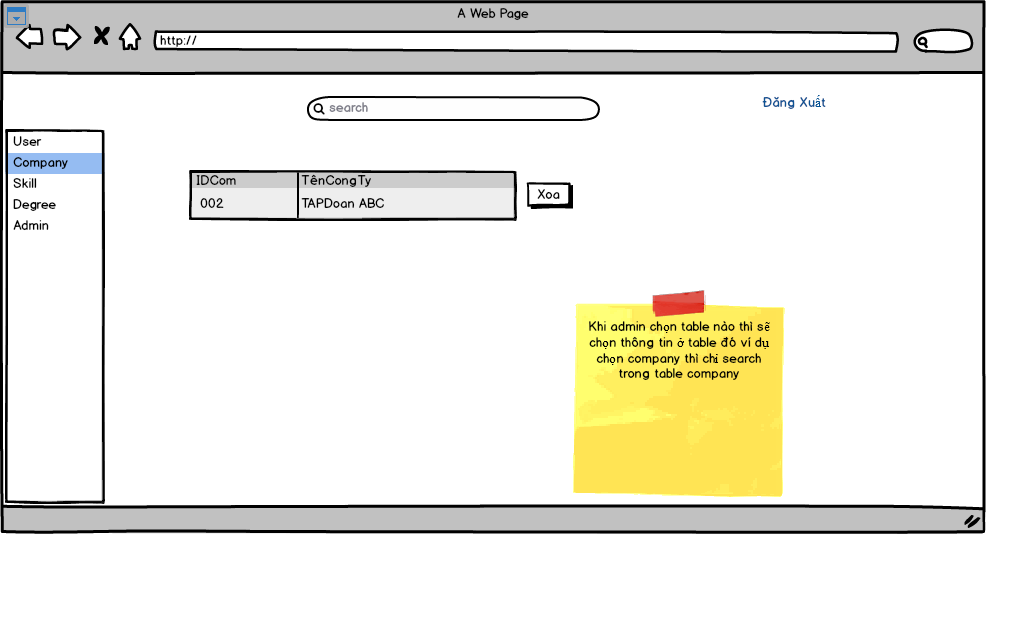 A Web Page
http://
search
Đăng Xuất
User
Company
Skill
Degree
Admin
IDCom TênCongTy
002 TAPDoan ABC
Xoa
Khi admin chọn table nào thì sẽ
chọn thông tin ở table đó ví dụ
chọn company thì chỉ search
trong table company